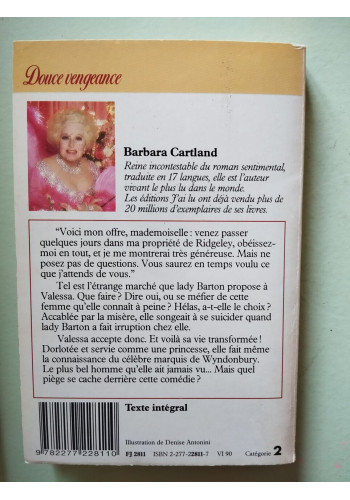 Douce vengeance
Barbara Cartland
Reine incontestable du roman sentimental,
traduite en 17 langues, elle est l'auteur
vivant le plus lu dans le monde.
Les éditions J'ai lu ont déjà vendu plus de
20 millions d'exemplaires de ses livres.
"Voici mon offre, mademoiselle : venez passer
quelques jours dans ma propriété de Ridgeley, obéissez-
moi en tout, et je me montrerai très généreuse. Mais ne
posez pas de questions. Vous saurez en temps voulu ce
que j'attends de vous."
Tel est l'étrange marché que lady Barton propose à
Valessa. Que faire ? Dire oui, ou se méfier de cette
femme qu'elle connaît à peine ? Hélas, a-t-elle le choix ?
Accablée par la misère, elle songeait à se suicider quand
lady Barton a fait irruption chez elle.
Valessa accepte donc. Et voilà sa vie transformée !
Dorlotée et servie comme une princesse, elle fait même
la connaissance du célèbre marquis de Wyndonbury.
Le plus bel homme qu'elle ait jamais vu... Mais quel
piège se cache derrière cette comédie ?
Texte intégral
Illustration de Denise Antonini
9 782277 228110
FJ 2811 ISBN 2-277-22811-7 VI 90 Catégorie 2